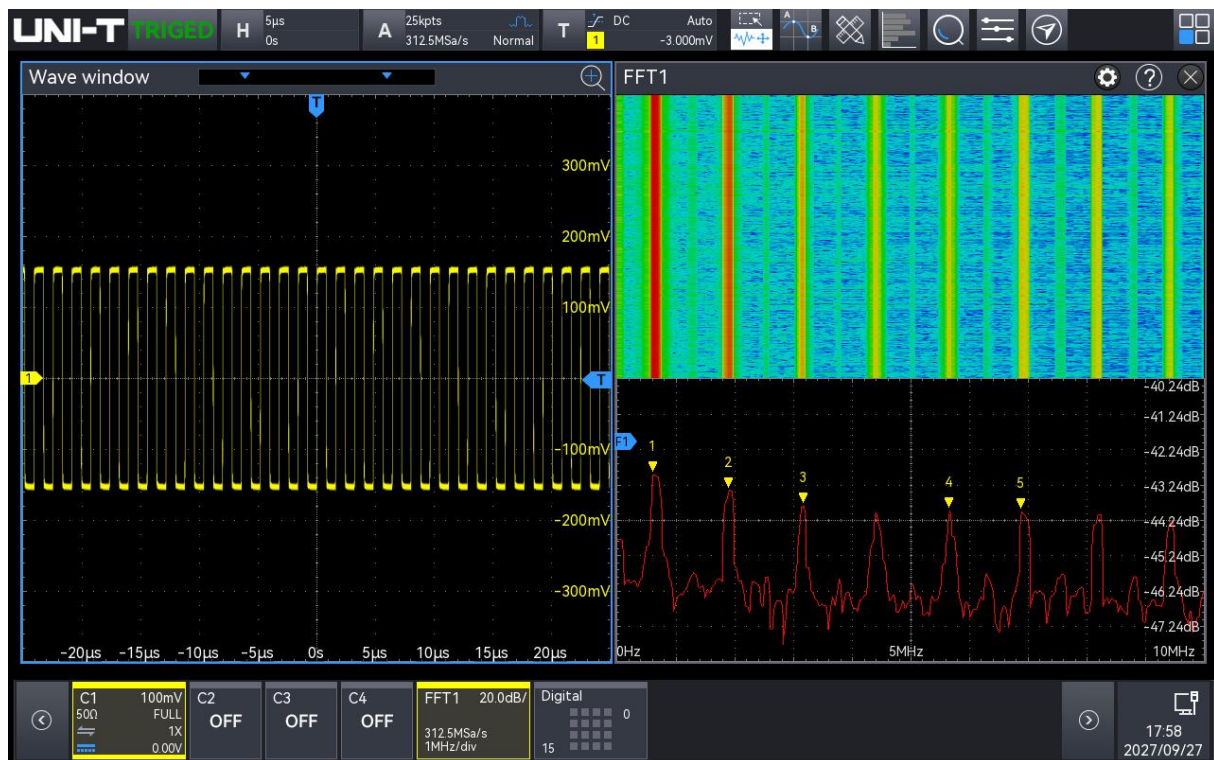 UNI-T TRIGED H 5μs A 25kpts T DC Auto
0s 312.5MSa/s Normal 1 -3.000mV
A B
Wave window
T
300mV
200mV
100mV
1 T
-100mV
-200mV
-300mV
-20μs -15μs -10μs -5μs 0s 5μs 10μs 15μs 20μs
FFT1 ?
-40.24dB
-41.24dB
F1 1 -42.24dB
2
3 4 5 -43.24dB
-44.24dB
-45.24dB
-46.24dB
-47.24dB
0Hz 5MHz 10MHz
C1 100mV
50Ω FULL
1X
0.00V
C2
OFF
C3
OFF
C4
OFF
FFT1 20.0dB/
312.5MSa/s
1MHz/div
Digital
0
15
17:58
2027/09/27